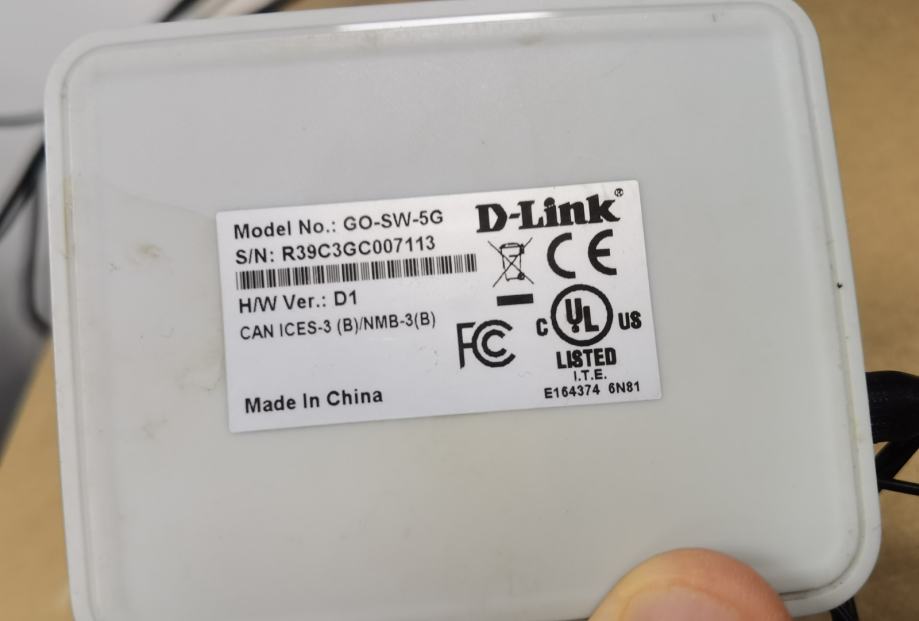 Model No.: GO-SW-5G
S/N: R39C3GC007113
H/W Ver.: D1
CAN ICES-3 (B)/NMB-3(B)
Made In China
D-Link®
CE
FC
C UL US
LISTED
I.T.E.
E164374 6N81